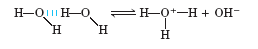 H—O H—O ⇌ H—O⁺—H + OH⁻
H H H